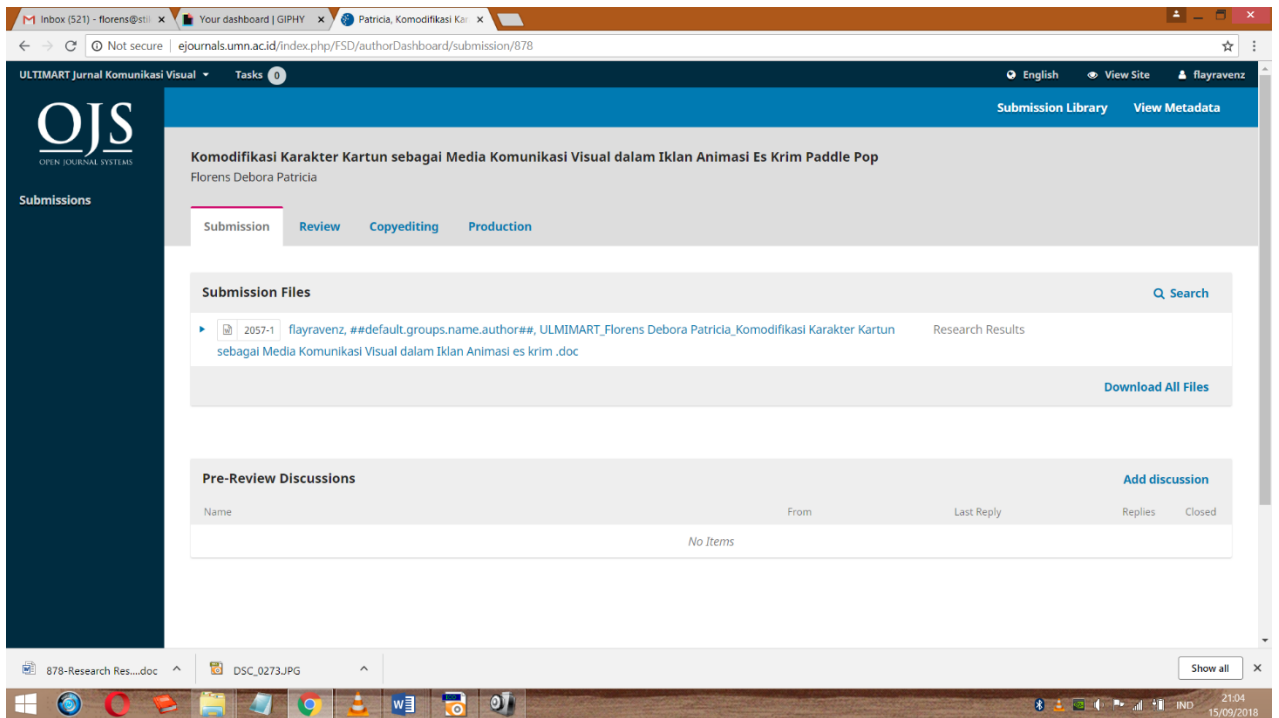 Inbox (521) - florens@sti
Your dashboard | GIPHY
Patricia, Komodifikasi Kar
Not secure | ejournals.umn.ac.id/index.php/FSD/authorDashboard/submission/878
ULTIMART Jurnal Komunikasi Visual Tasks 0 English View Site flayravenz
OJS
OPEN JOURNAL SYSTEMS
Submission Library View Metadata
Submissions
Komodifikasi Karakter Kartun sebagai Media Komunikasi Visual dalam Iklan Animasi Es Krim Paddle Pop
Florens Debora Patricia
Submission Review Copyediting Production
Submission Files Search
2057-1 flayravenz, ##default.groups.name.author##, ULMIMART_Florens Debora Patricia_Komodifikasi Karakter Kartun Research Results
sebagai Media Komunikasi Visual dalam Iklan Animasi es krim .doc
Download All Files
Pre-Review Discussions Add discussion
Name From Last Reply Replies Closed
No Items
878-Research Res....doc DSC_0273.JPG Show all
IND 21:04
15/09/2018